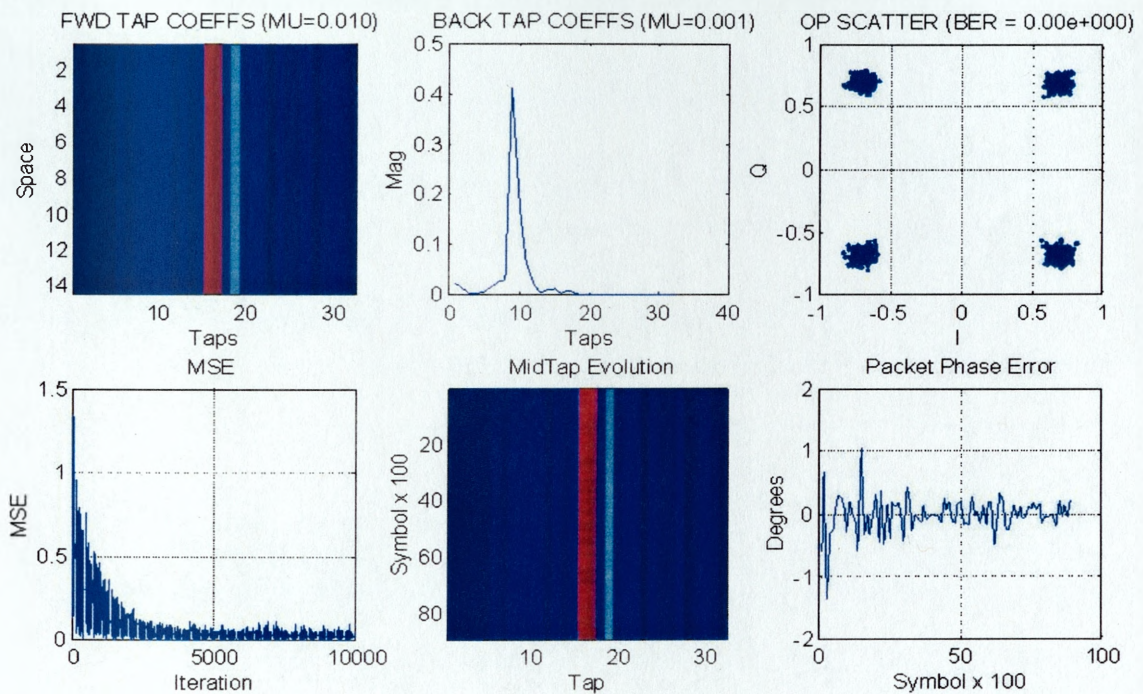 FWD TAP COEFFS (MU=0.010)
2
4
6
8
10
12
14
Space
10
20
30
Taps
BACK TAP COEFFS (MU=0.001)
0.5
0.4
0.3
0.2
0.1
0
Mag
0
10
20
30
40
Taps
OP SCATTER (BER = 0.00e+000)
1
0.5
0
-0.5
-1
Q
-1
-0.5
0
0.5
1
I
MSE
1.5
1
0.5
0
MSE
0
5000
10000
Iteration
MidTap Evolution
20
40
60
80
Symbol x 100
10
20
30
Tap
Packet Phase Error
2
1
0
-1
-2
Degrees
0
50
100
Symbol x 100